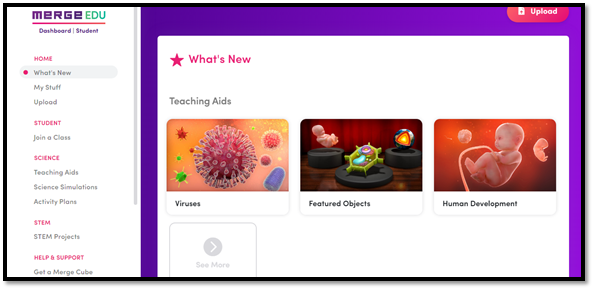 MERGE EDU
Dashboard | Student
HOME
What's New
My Stuff
Upload
STUDENT
Join a Class
SCIENCE
Teaching Aids
Science Simulations
Activity Plans
STEM
STEM Projects
HELP & SUPPORT
Get a Merge Cube
Upload
What's New
Teaching Aids
Viruses
Featured Objects
Human Development
See More